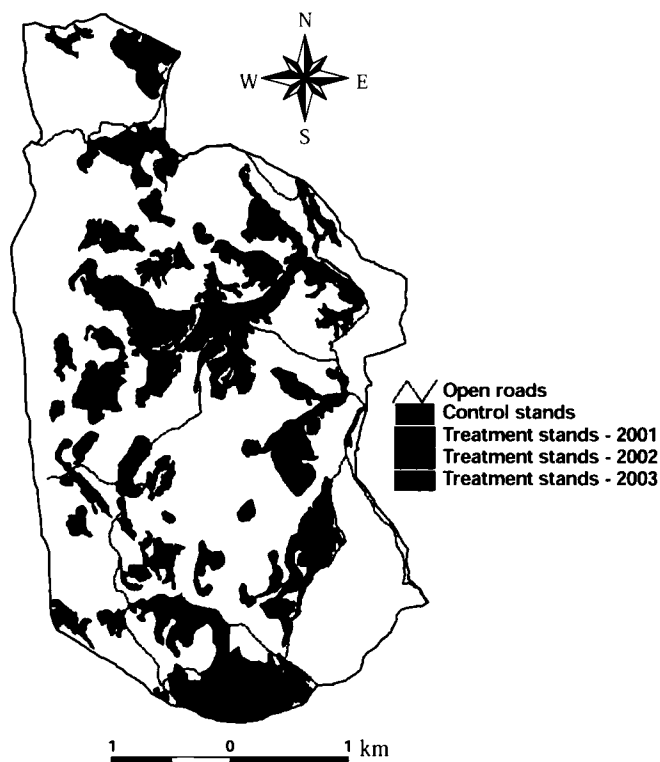 N
W E
S
Open roads
Control stands
Treatment stands - 2001
Treatment stands - 2002
Treatment stands - 2003
1 0 1 km